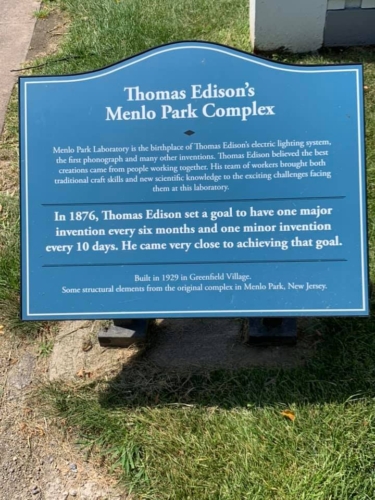 Thomas Edison's
Menlo Park Complex
Menlo Park Laboratory is the birthplace of Thomas Edison's electric lighting system,
the first phonograph and many other inventions. Thomas Edison believed the best
creations came from people working together. His team of workers brought both
traditional craft skills and new scientific knowledge to the exciting challenges facing
them at this laboratory.
In 1876, Thomas Edison set a goal to have one major
invention every six months and one minor invention
every 10 days. He came very close to achieving that goal.
Built in 1929 in Greenfield Village.
Some structural elements from the original complex in Menlo Park, New Jersey.